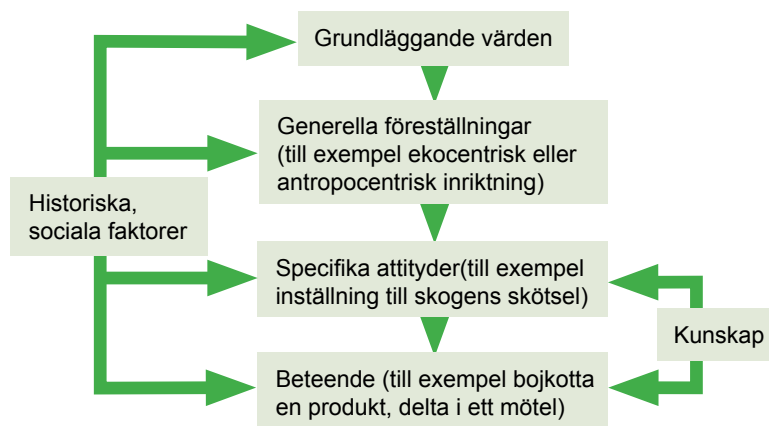 Grundläggande värden
Generella föreställningar
(till exempel ekocentrisk eller
antropocentrisk inriktning)
Historiska,
sociala faktorer
Specifika attityder(till exempel
inställning till skogens skötsel)
Kunskap
Beteende (till exempel bojkotta
en produkt, delta i ett mötel)